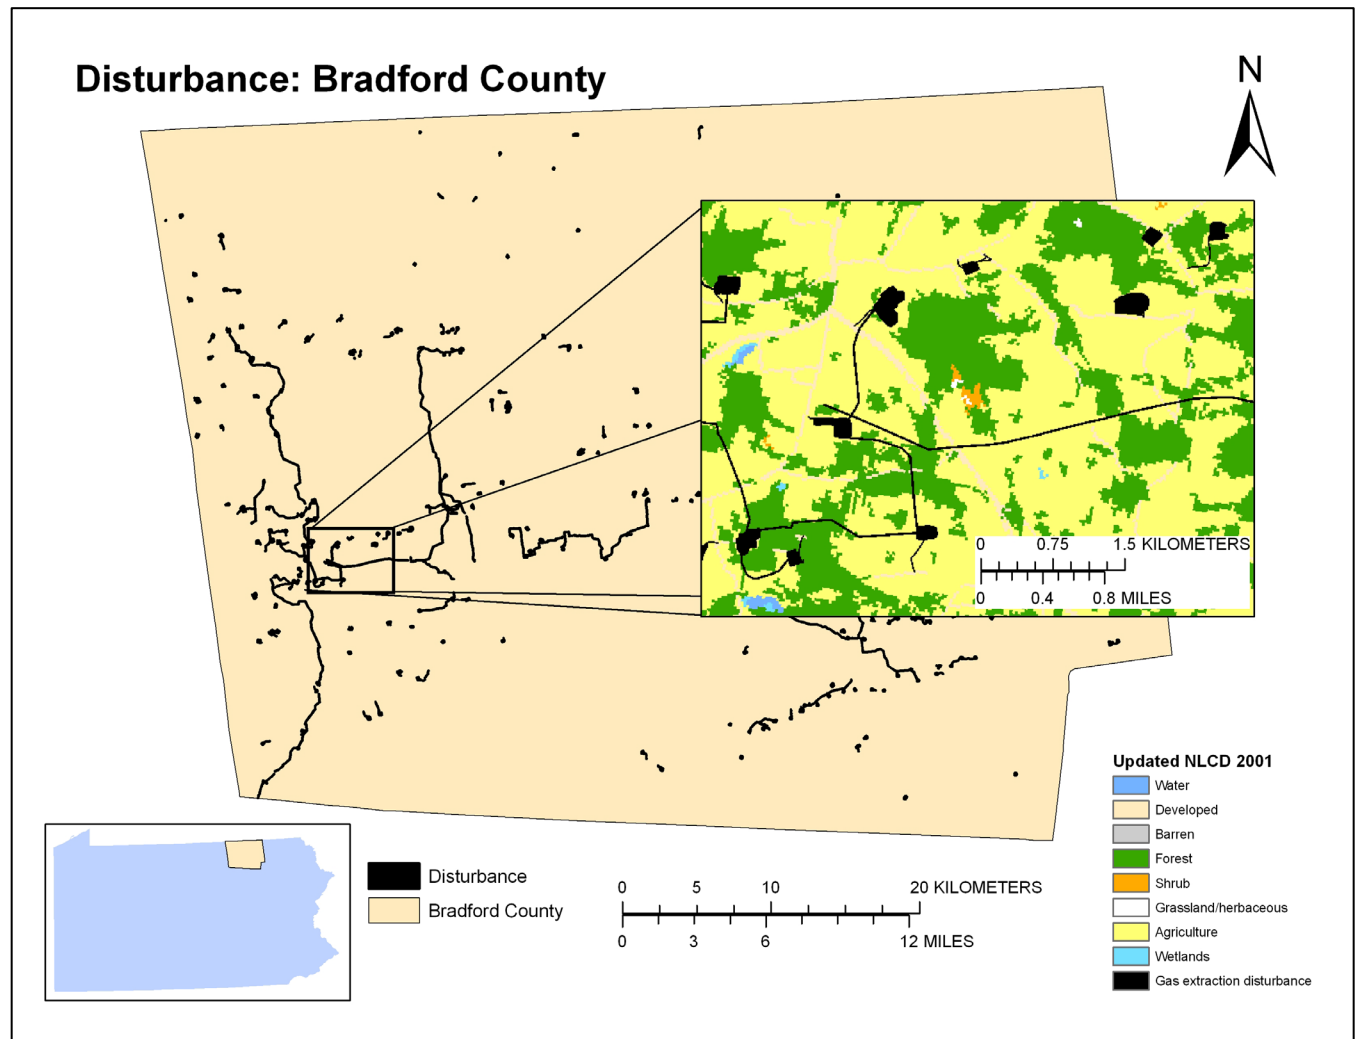 Disturbance: Bradford County
N
0 0.75 1.5 KILOMETERS
0 0.4 0.8 MILES
Updated NLCD 2001
Water
Developed
Barren
Forest
Shrub
Grassland/herbaceous
Agriculture
Wetlands
Gas extraction disturbance
Disturbance
Bradford County
0 5 10 20 KILOMETERS
0 3 6 12 MILES